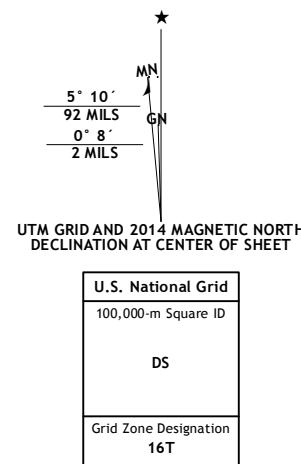 ★
MN
5° 10´
92 MILS
GN
0° 8´
2 MILS
UTM GRID AND 2014 MAGNETIC NORTH
DECLINATION AT CENTER OF SHEET
U.S. National Grid
100,000-m Square ID
DS
Grid Zone Designation
16T